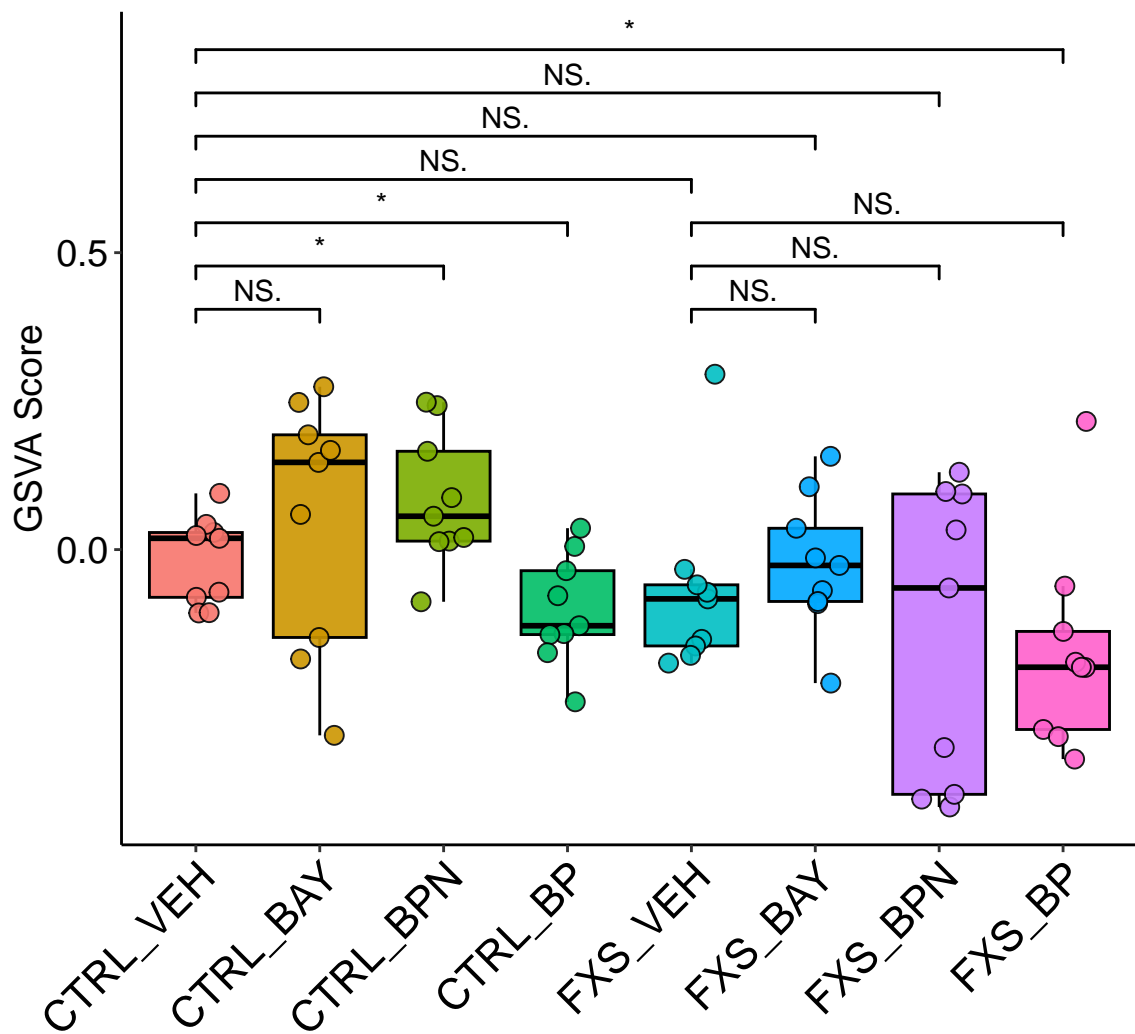 *
NS.
NS.
NS.
*
NS.
*
NS.
NS.
NS.
0.5
0.0
GSVA Score
CTRL_VEH
CTRL_BAY
CTRL_BPN
CTRL_BP
FXS_VEH
FXS_BAY
FXS_BPN
FXS_BP